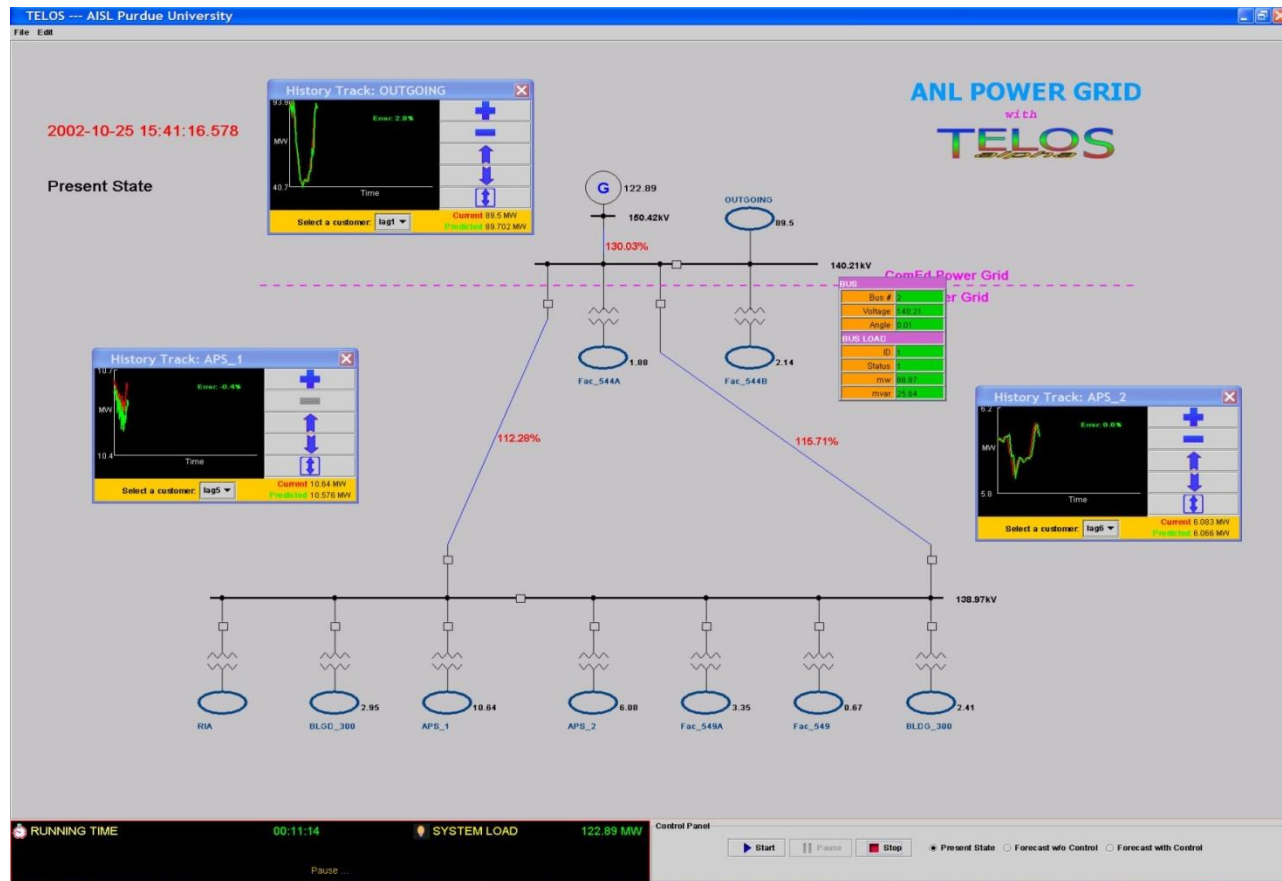 TELOS --- AISL Purdue University
File Edit
2002-10-25 15:41:16.578
Present State
History Track: OUTGOING
93.9
Error: 2.9%
MW
40.7
Time
Select a customer: lag1
Current 89.5 MW
Predicted 89.702 MW
ANL POWER GRID
with
TELOS
alpha
G 122.89
150.42kV
130.03%
OUTGOING
89.5
140.21kV
ComEd Power Grid
er Grid
BUS
Bus # 2
Voltage 140.21
Angle 0.01
BUS LOAD
ID 1
Status 1
mw
mvar 25.64
1.88
Fac_544A
2.14
Fac_544B
History Track: APS_1
10.7
Error: -0.4%
MW
10.4
Time
Select a customer: lag5
Current 10.64 MW
Predicted 10.576 MW
112.28%
115.71%
History Track: APS_2
6.2
Error: 0.6%
MW
5.8
Time
Select a customer: lag6
Current 6.083 MW
Predicted 6.066 MW
138.97kV
RIA
2.95
BLGD_300
10.64
APS_1
6.08
APS_2
3.35
Fac_549A
0.67
Fac_549
2.41
BLDG_300
RUNNING TIME 00:11:14 SYSTEM LOAD 122.89 MW
Pause ...
Control Panel
Start Pause Stop Present State Forecast w/o Control Forecast with Control